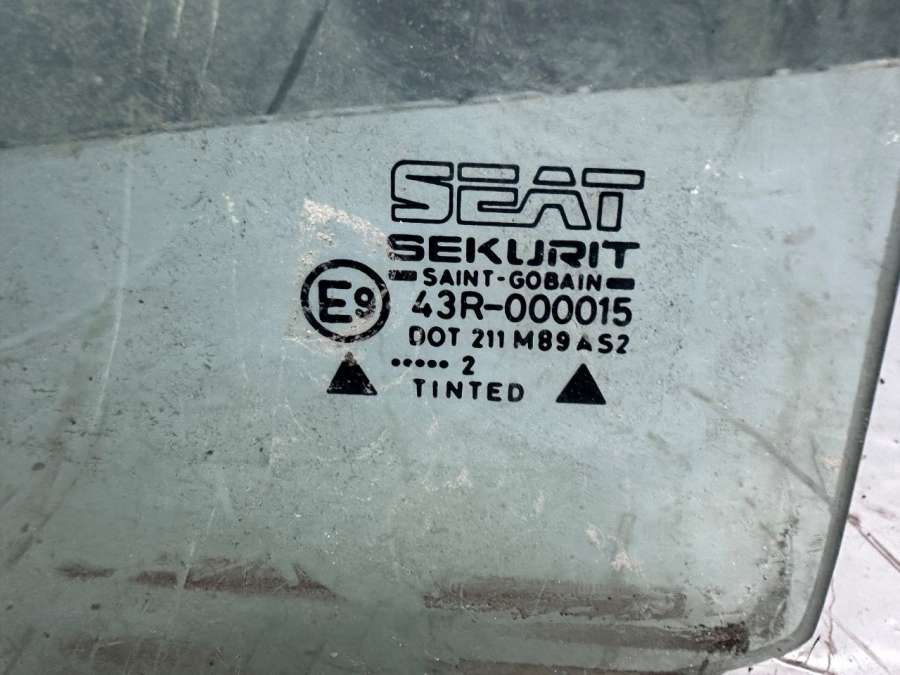 SEAT
SEKURIT
SAINT-GOBAIN
E9 43R-000015
DOT 211 M89 AS2
..... 2
TINTED